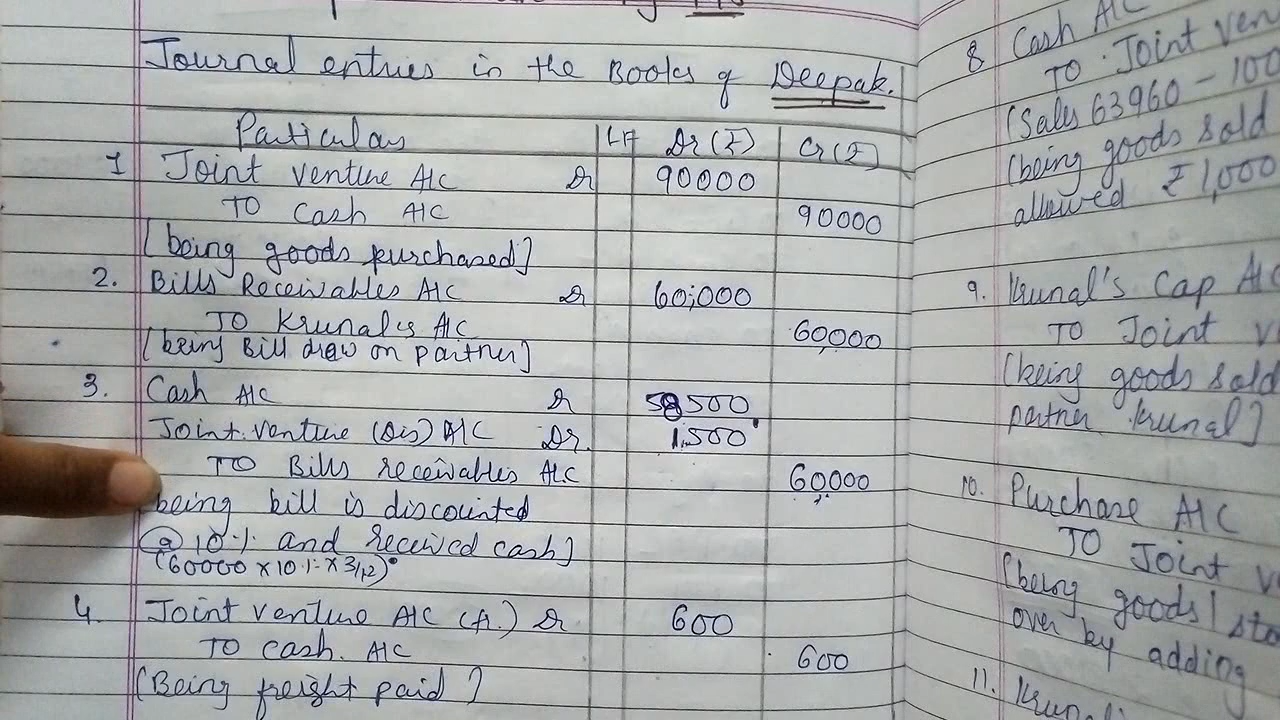 Journal entries in the Books of Deepak.
Particulars LF Dr(₹) Cr(₹)
1 Joint venture A/C Dr 90000
TO Cash A/C 90000
[being goods purchased]
2. Bills Receivables A/C Dr 60,000
TO Krunal's A/C 60,000
[being Bill draw on partner]
3. Cash A/C Dr 58500
Joint.venture (Dis) A/C Dr. 1,500
TO Bills receivables A/C 60,000
being bill is discounted
@ 10% and received cash]
(60000 x 10% x 3/12)
4. Joint venture A/C (fr.) Dr 600
TO cash. A/C 600
[Being freight paid]
8 Cash A/C
TO Joint ven
(Sales 63960 - 100
(being goods sold
allowed ₹ 1,000
9. Krunal's Cap A/C
TO Joint v
(being goods sold
partner Krunal]
10. Purchase A/C
TO Joint v
(being goods/ sto
over by adding
11. Krunal